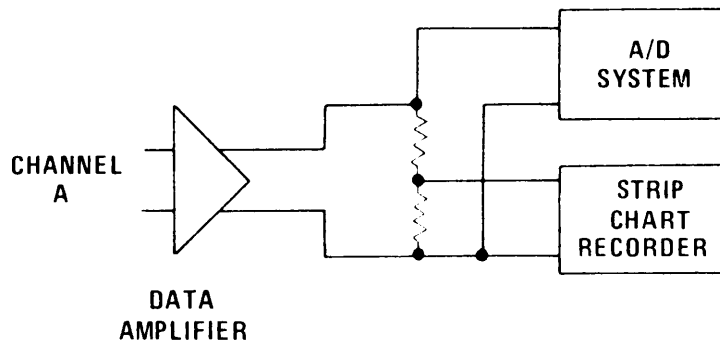 CHANNEL
A
DATA
AMPLIFIER
A/D
SYSTEM
STRIP
CHART
RECORDER